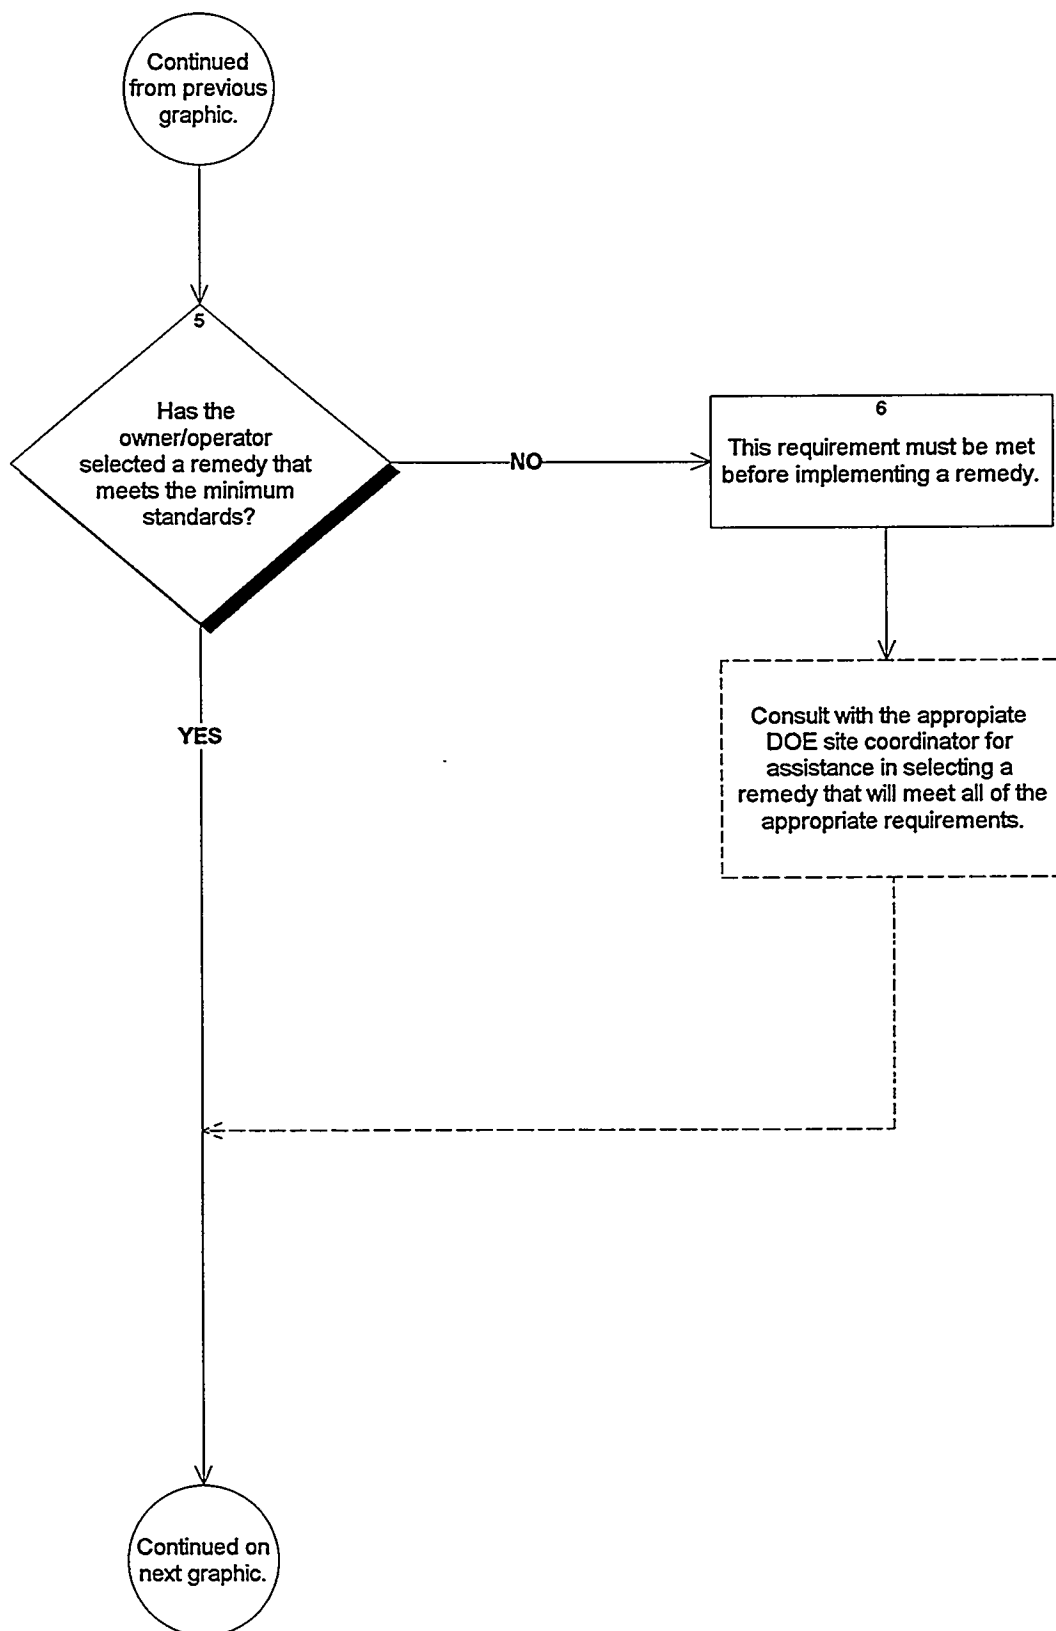 Continued
from previous
graphic.
5
Has the
owner/operator
selected a remedy that
meets the minimum
standards?
NO
6
This requirement must be met
before implementing a remedy.
YES
Consult with the appropiate
DOE site coordinator for
assistance in selecting a
remedy that will meet all of the
appropriate requirements.
Continued on
next graphic.